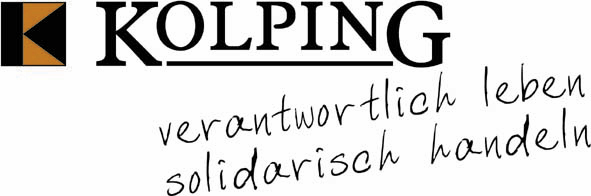 KOLPING
verantwortlich leben
solidarisch handeln